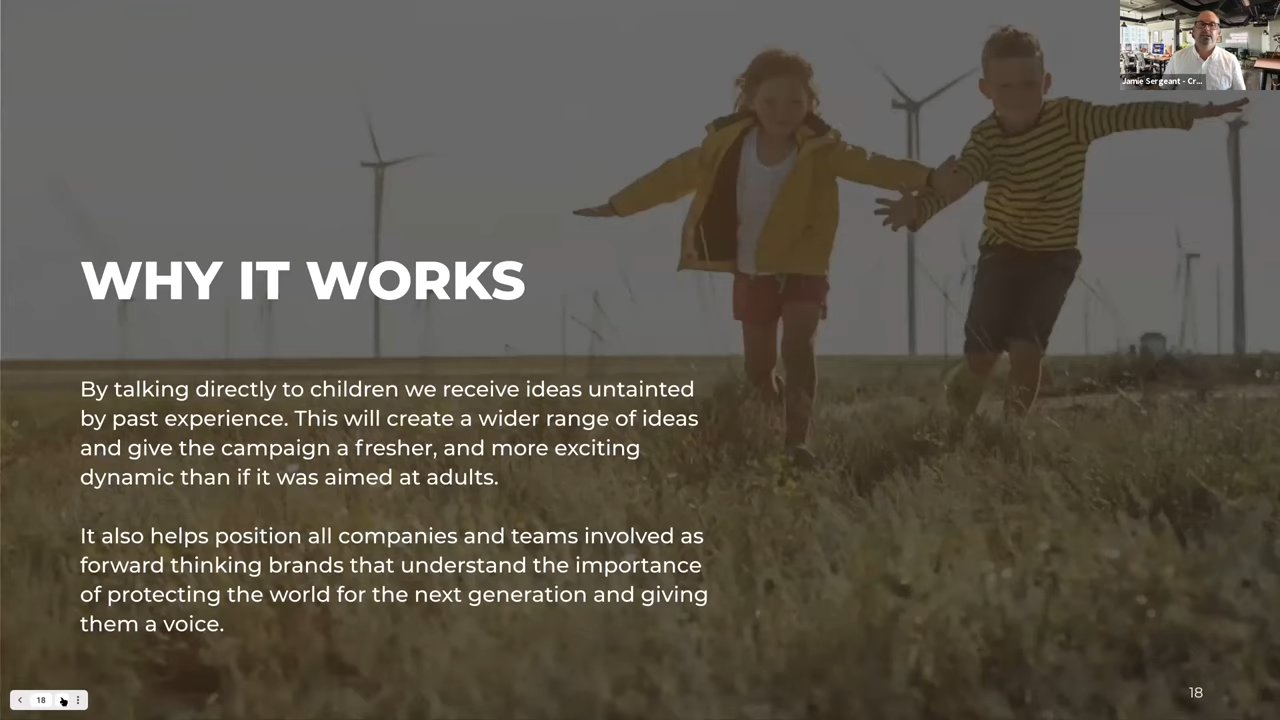 Jamie Sergeant - Cr...
WHY IT WORKS
By talking directly to children we receive ideas untainted
by past experience. This will create a wider range of ideas
and give the campaign a fresher, and more exciting
dynamic than if it was aimed at adults.
It also helps position all companies and teams involved as
forward thinking brands that understand the importance
of protecting the world for the next generation and giving
them a voice.
18
18